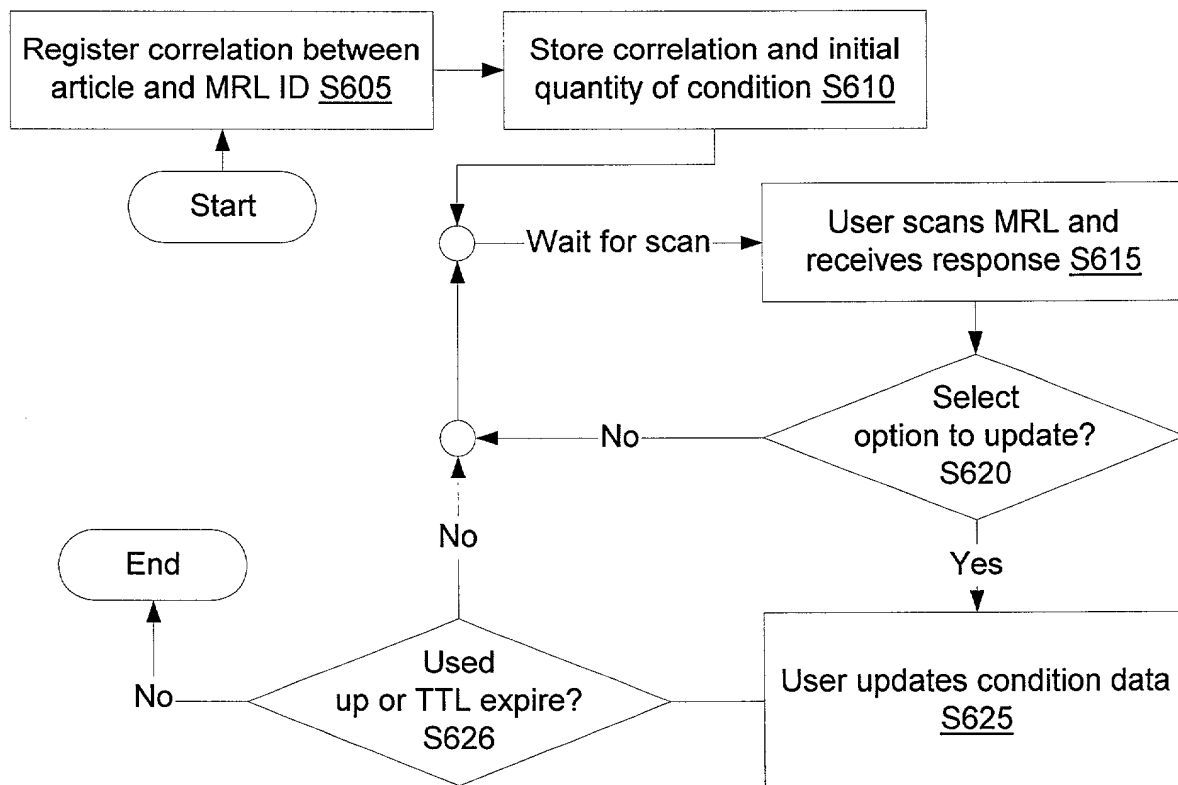 Register correlation between
article and MRL ID S605
Store correlation and initial
quantity of condition S610
Start
Wait for scan
User scans MRL and
receives response S615
Select
option to update?
S620
No
Yes
User updates condition data
S625
Used
up or TTL expire?
S626
No
No
End